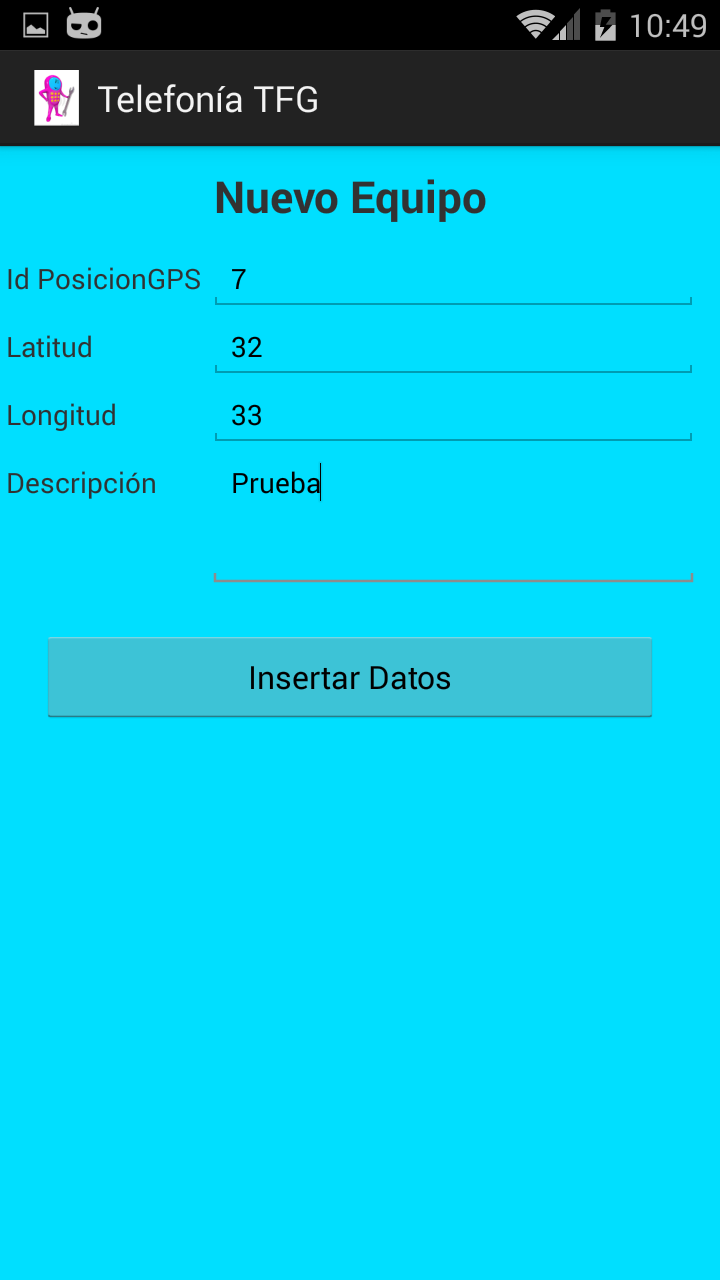 10:49
Telefonía TFG
Nuevo Equipo
Id PosicionGPS 7
Latitud 32
Longitud 33
Descripción Prueba
Insertar Datos